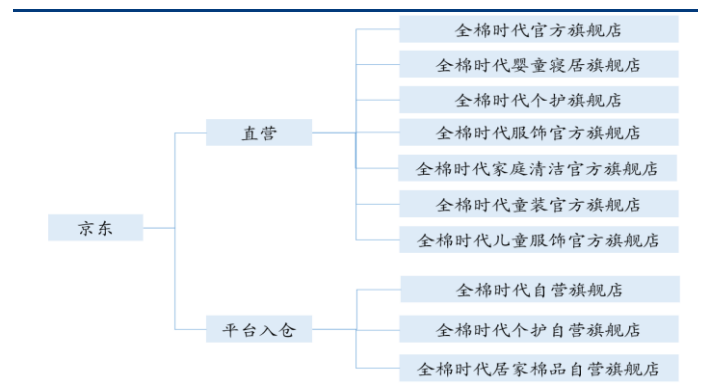 京东
直营
全棉时代官方旗舰店
全棉时代婴童寝居旗舰店
全棉时代个护旗舰店
全棉时代服饰官方旗舰店
全棉时代家庭清洁官方旗舰店
全棉时代童装官方旗舰店
全棉时代儿童服饰官方旗舰店
平台入仓
全棉时代自营旗舰店
全棉时代个护自营旗舰店
全棉时代居家棉品自营旗舰店